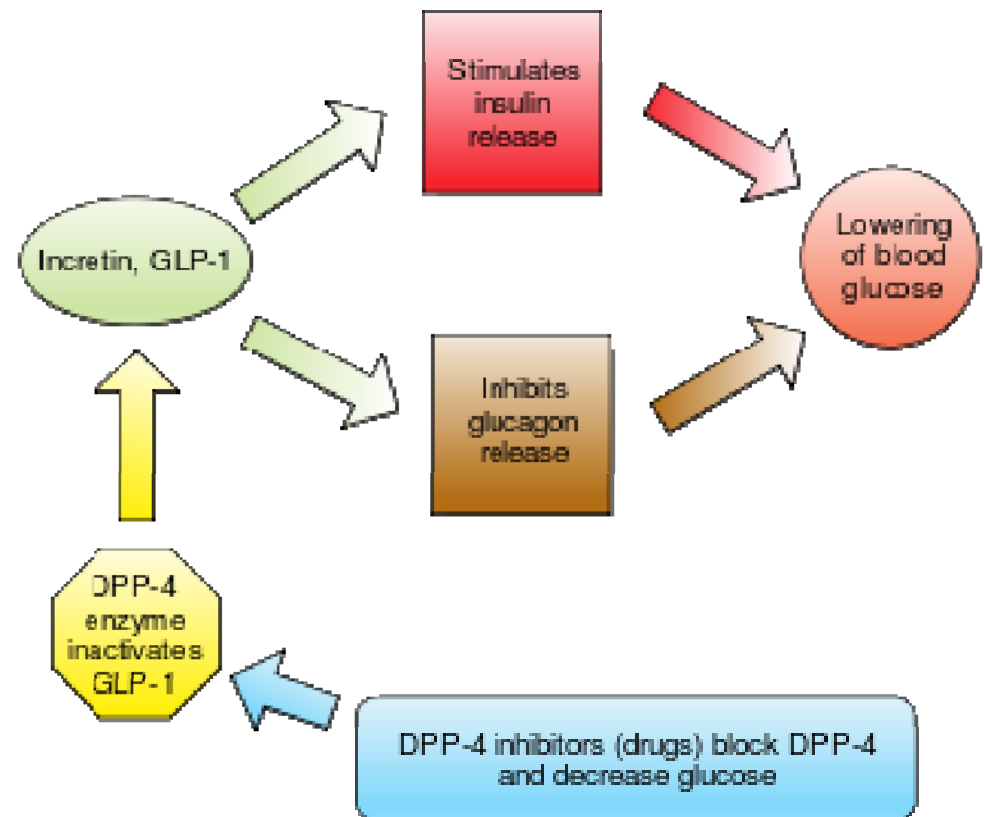 Stimulates
insulin
release
Incretin, GLP-1
Lowering
of blood
glucose
Inhibits
glucagon
release
DPP-4
enzyme
inactivates
GLP-1
DPP-4 inhibitors (drugs) block DPP-4
and decrease glucose